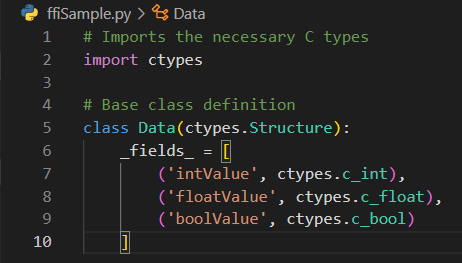 ffiSample.py > Data
1 # Imports the necessary C types
2 import ctypes
3
4 # Base class definition
5 class Data(ctypes.Structure):
6     _fields_ = [
7         ('intValue', ctypes.c_int),
8         ('floatValue', ctypes.c_float),
9         ('boolValue', ctypes.c_bool)
10     ]